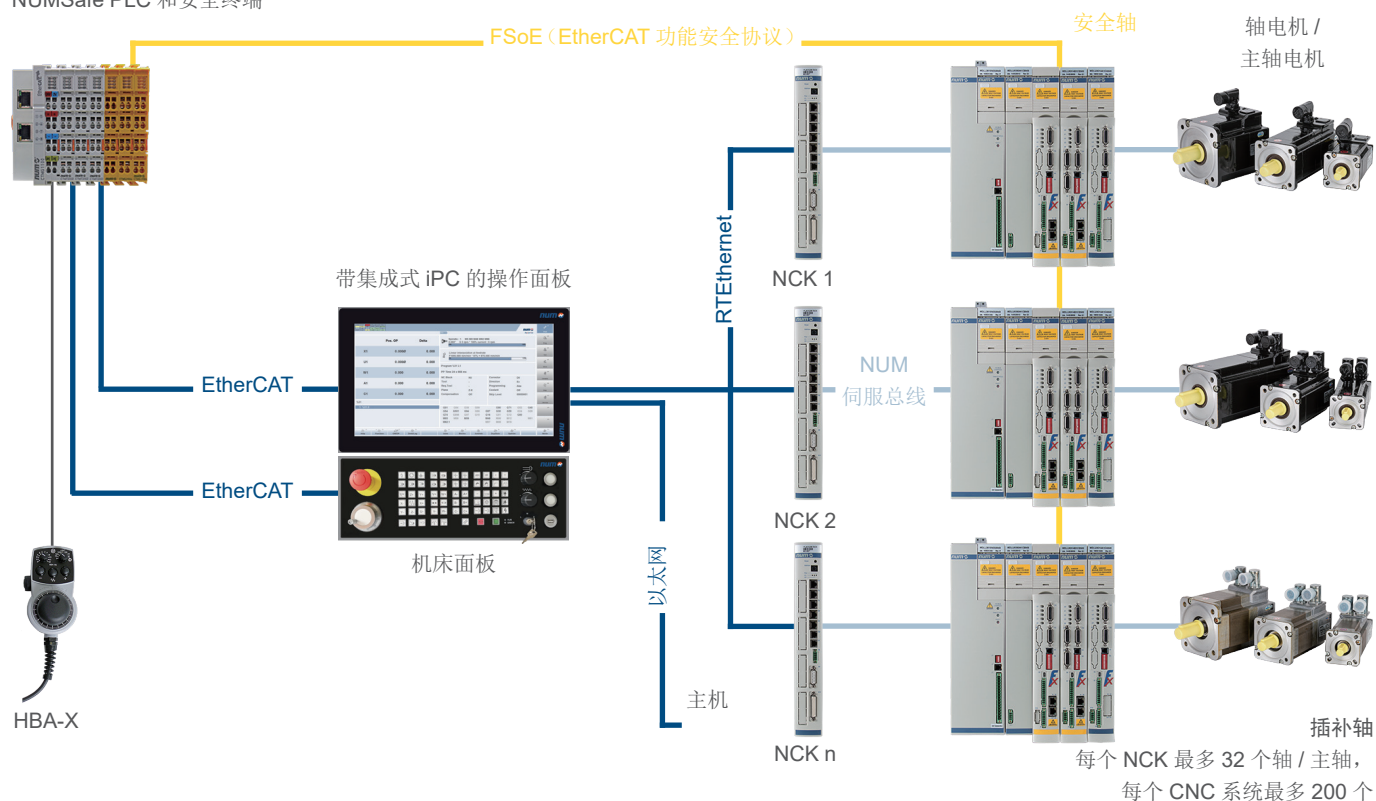 NUMSafe PLC 和安全终端
FSoE（EtherCAT 功能安全协议）
安全轴
轴电机 /
主轴电机
RTEthernet
NCK 1
带集成式 iPC 的操作面板
num
EtherCAT
NUM
伺服总线
EtherCAT
NCK 2
机床面板
以太网
主机
HBA-X
NCK n
插补轴
每个 NCK 最多 32 个轴 / 主轴，
每个 CNC 系统最多 200 个